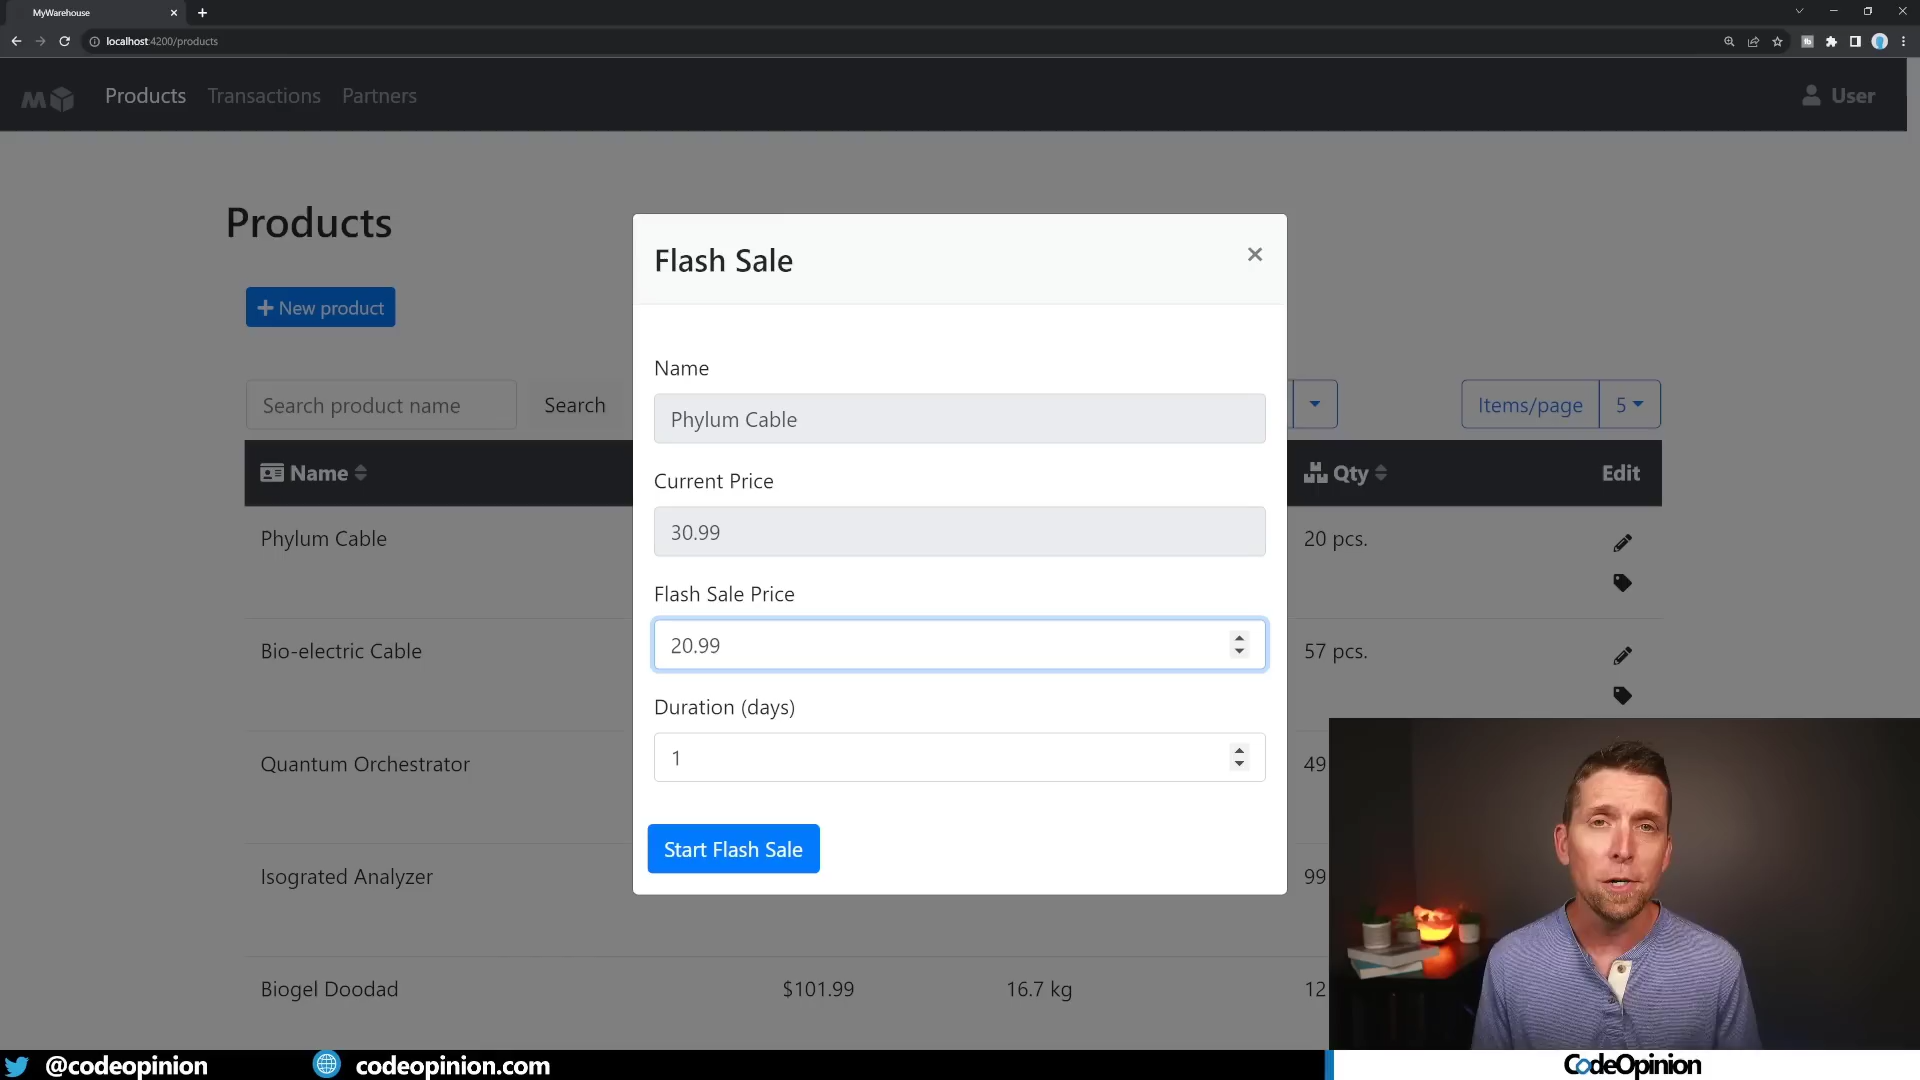 MyWarehouse
localhost:4200/products
M
Products
Transactions
Partners
User
Products
New product
Search product name
Search
Items/page
5
Name
Qty
Edit
Phylum Cable
20 pcs.
Bio-electric Cable
57 pcs.
Quantum Orchestrator
49
Isograted Analyzer
99
Biogel Doodad
$101.99
16.7 kg
12
Flash Sale
Name
Phylum Cable
Current Price
30.99
Flash Sale Price
20.99
Duration (days)
1
Start Flash Sale
@codeopinion
codeopinion.com
CodeOpinion